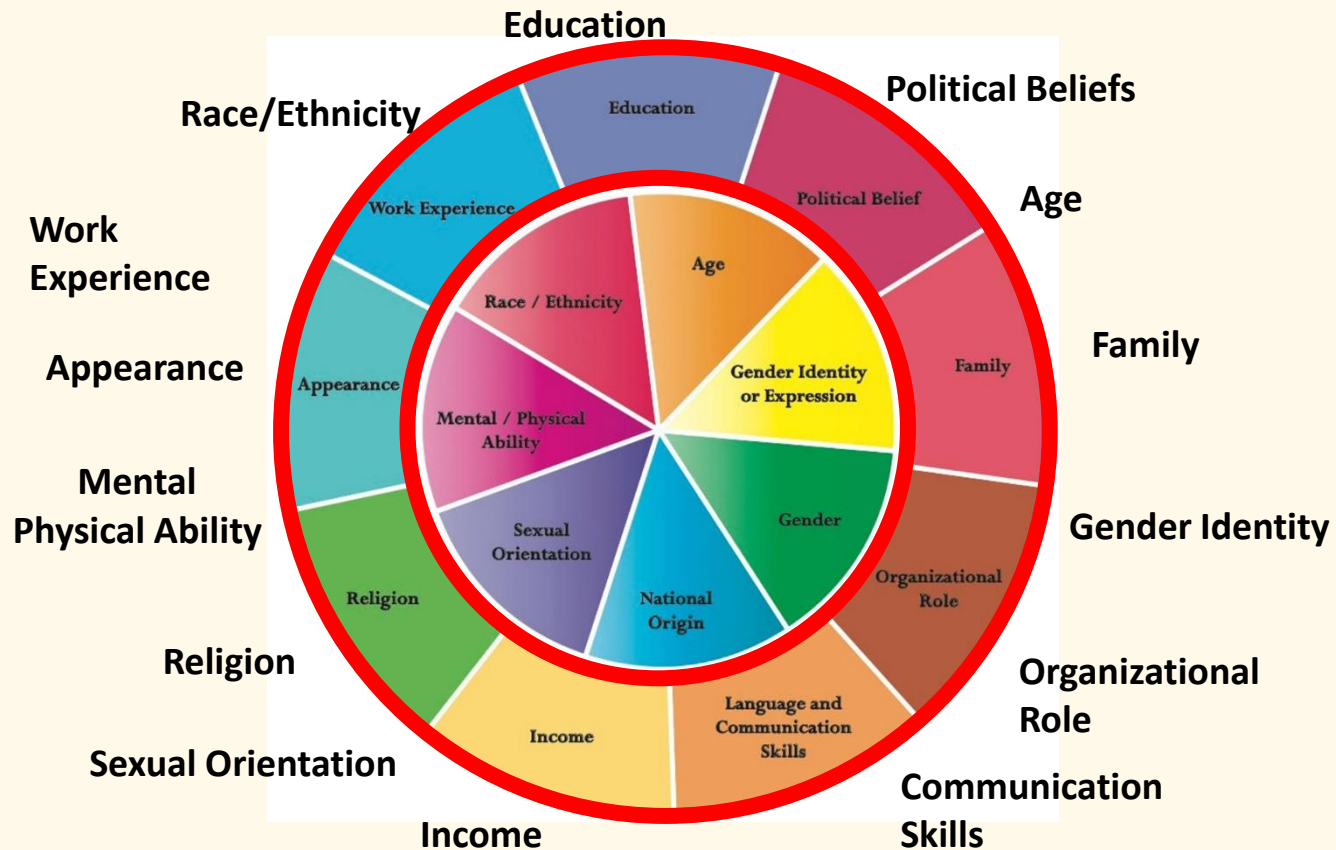 Education
Political Beliefs
Race/Ethnicity
Age
Work
Experience
Family
Appearance
Mental
Physical Ability
Gender Identity
Religion
Organizational
Role
Sexual Orientation
Communication
Skills
Income
Education
Political Belief
Work Experience
Family
Appearance
Organizational
Role
Religion
Language and
Communication
Skills
Income
Age
Race / Ethnicity
Gender Identity
or Expression
Mental / Physical
Ability
Gender
Sexual
Orientation
National
Origin